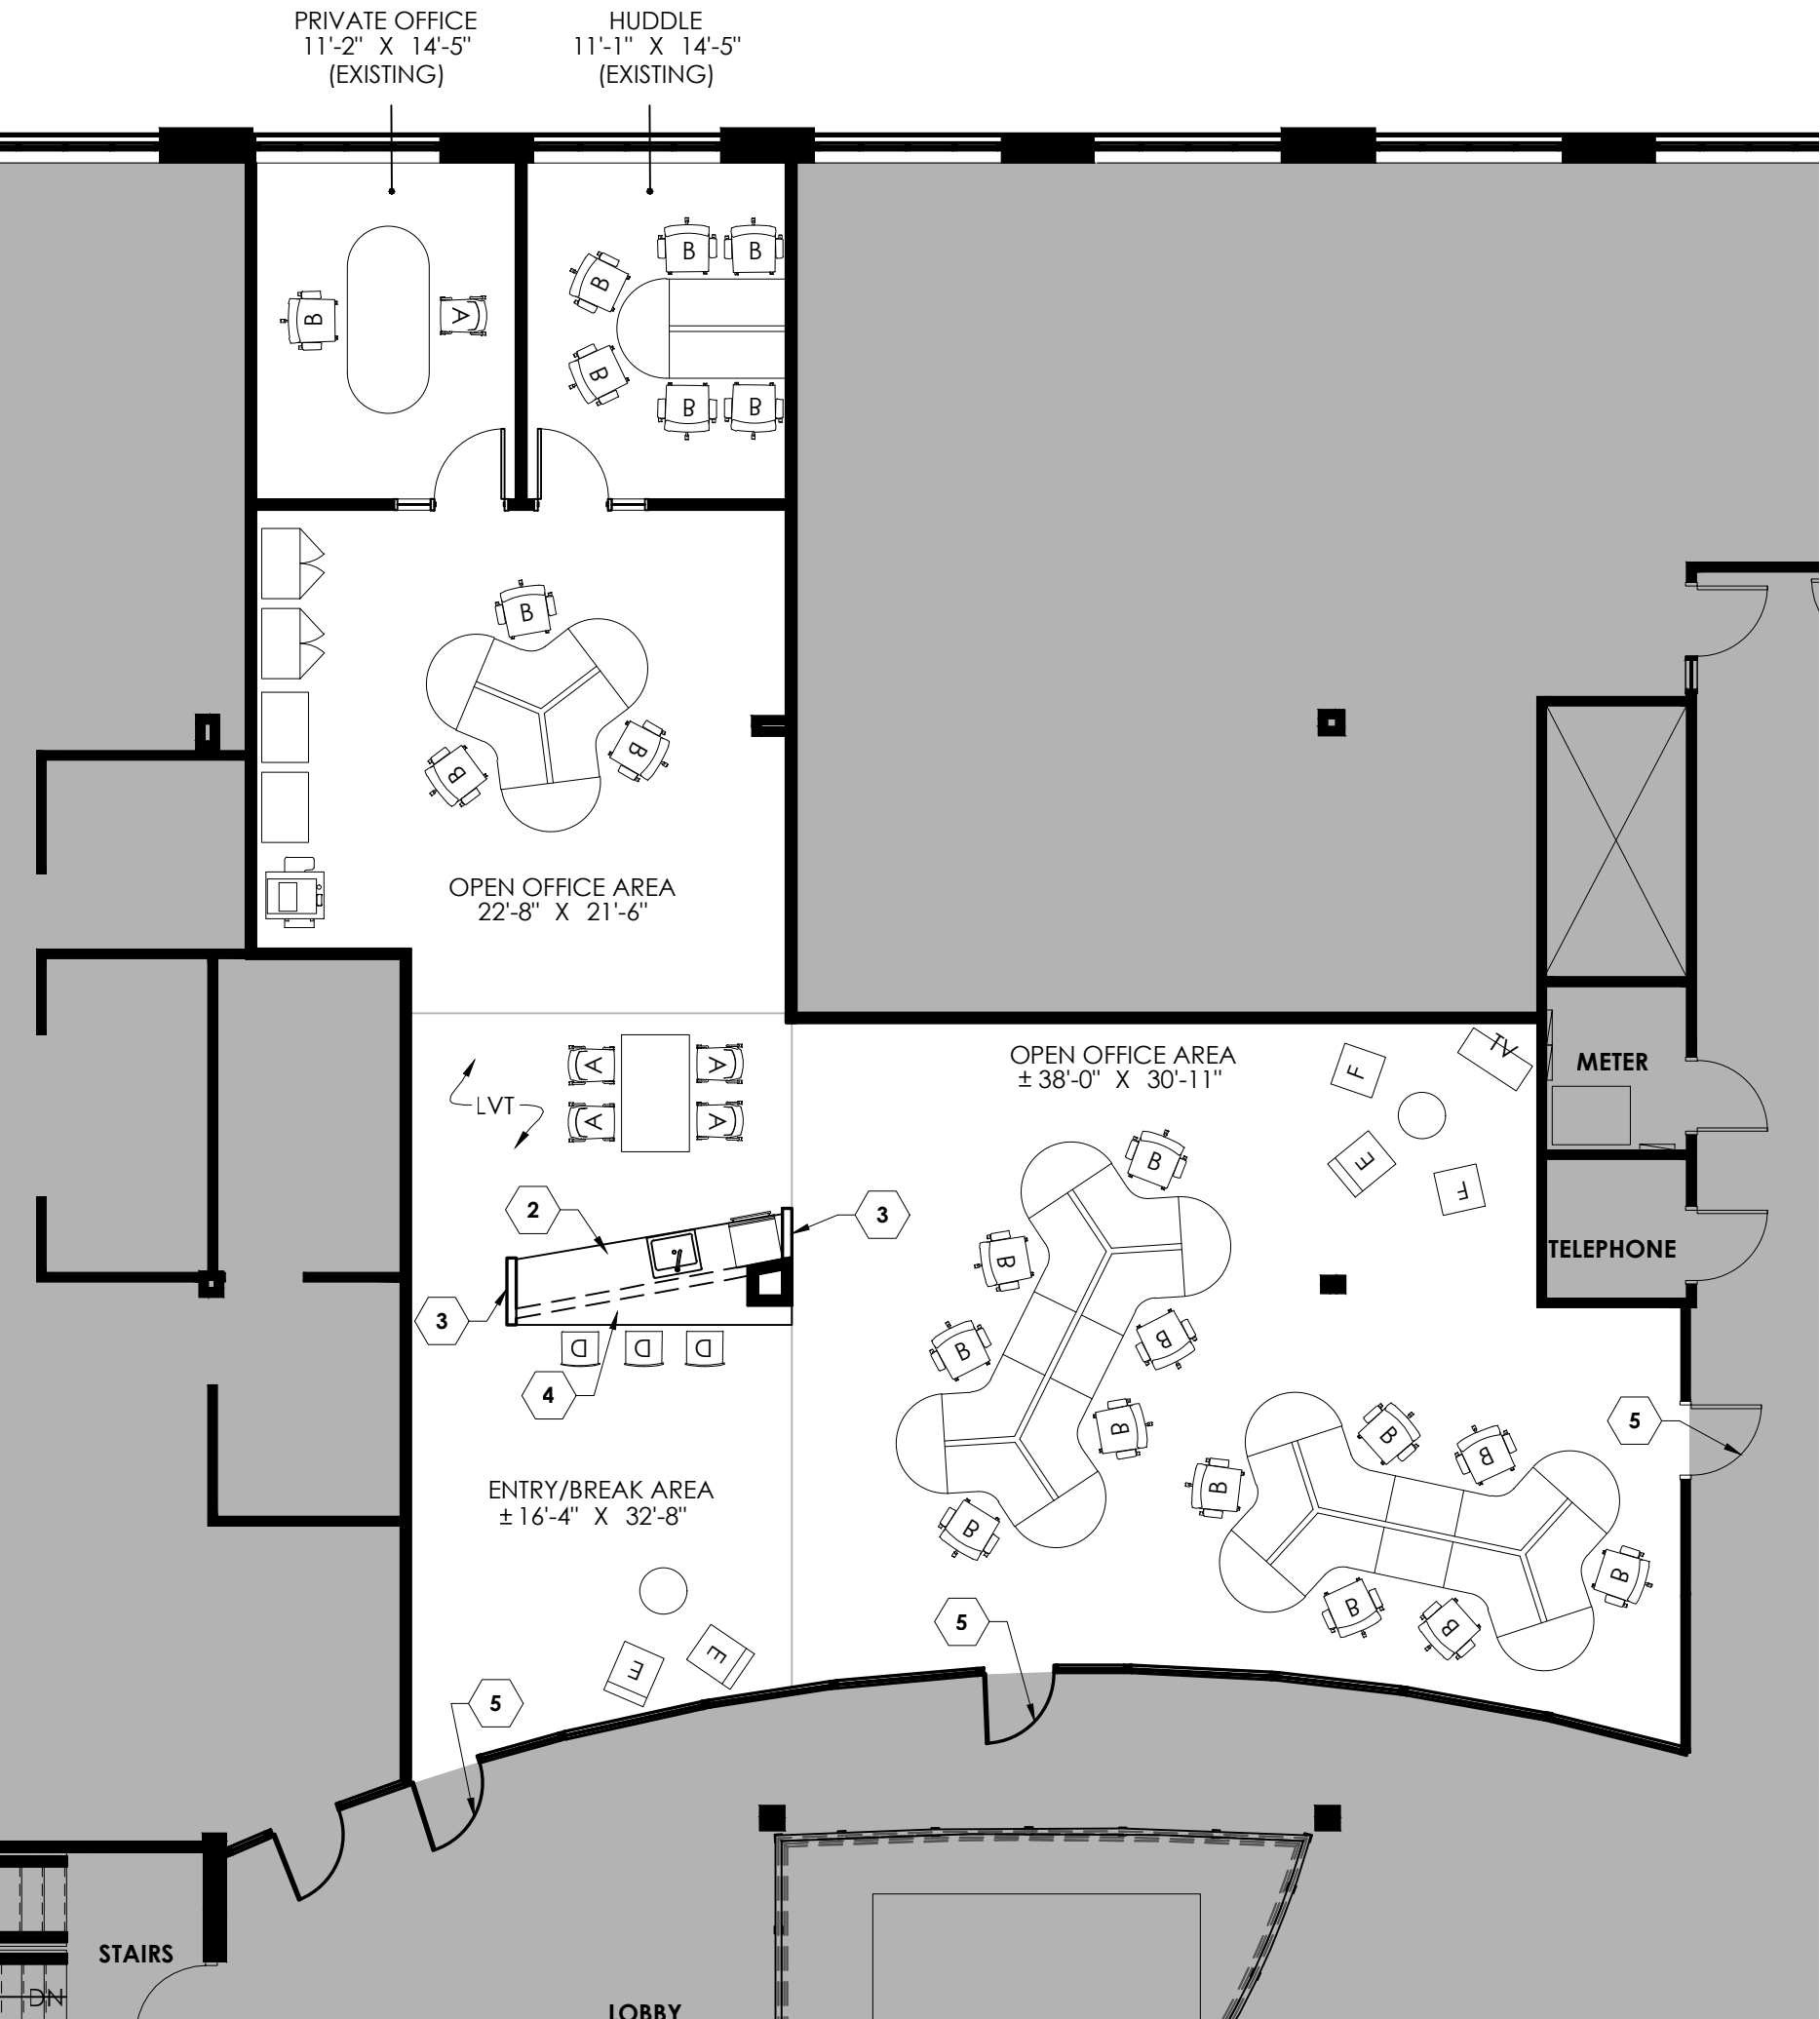 PRIVATE OFFICE
11'-2" X 14'-5"
(EXISTING)
HUDDLE
11'-1" X 14'-5"
(EXISTING)
B
B
B
B
A
B
B
B
B
B
B
OPEN OFFICE AREA
22'-8" X 21'-6"
OPEN OFFICE AREA
± 38'-0" X 30'-11"
TV
F
METER
A
A
LVT
A
A
B
E
F
2
3
TELEPHONE
B
3
B
B
D
D
D
4
B
5
B
B
B
ENTRY/BREAK AREA
± 16'-4" X 32'-8"
B
B
B
B
5
E
E
5
STAIRS
DN
LOBBY